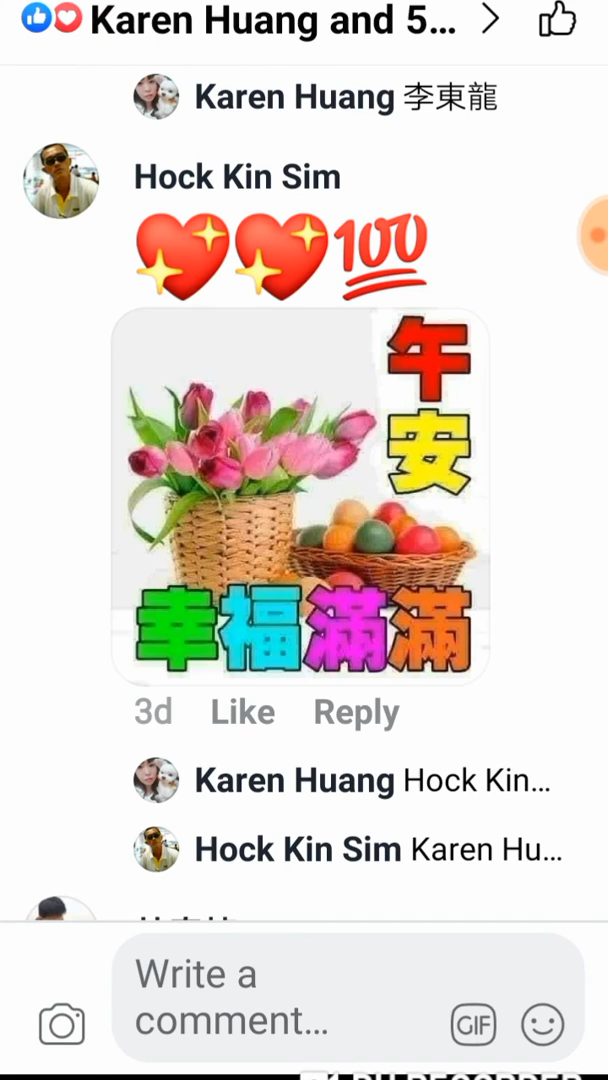 Karen Huang and 5...
Karen Huang 李東龍
Hock Kin Sim
💖💖💯
午安
幸福滿滿
3d Like Reply
Karen Huang Hock Kin...
Hock Kin Sim Karen Hu...
Write a
comment...
GIF
RECORDER